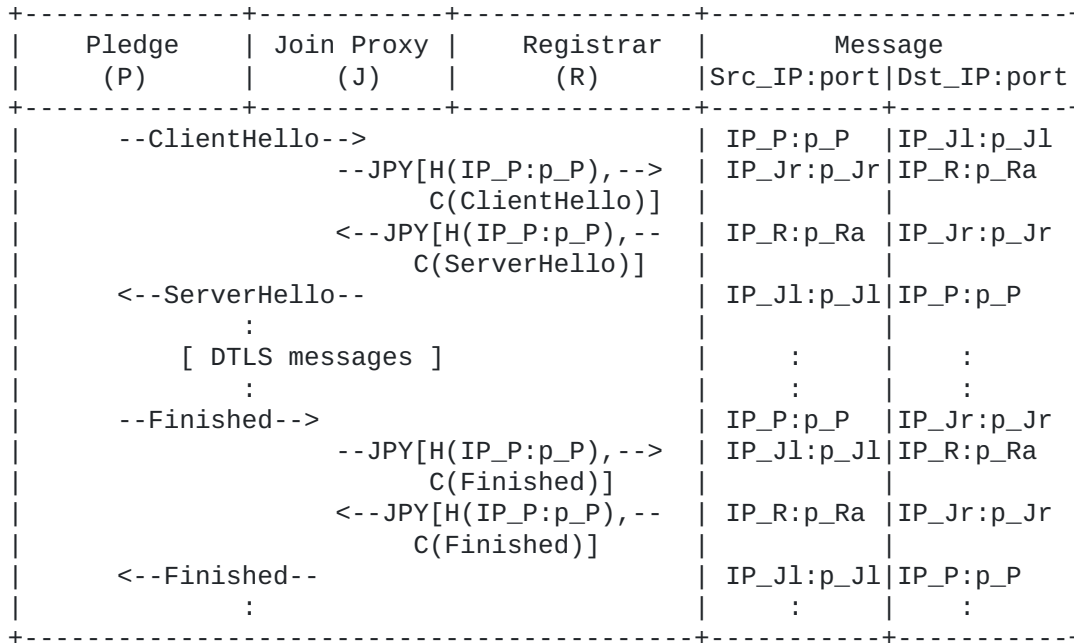 +--------------+------------+---------------+-----------------------+
|    Pledge    | Join Proxy |    Registrar  |        Message
|     (P)      |     (J)    |      (R)      |Src_IP:port|Dst_IP:port
+--------------+------------+---------------+-----------+-----------+
|     --ClientHello-->                      | IP_P:p_P  |IP_Jl:p_Jl
|                    --JPY[H(IP_P:p_P),-->  | IP_Jr:p_Jr|IP_R:p_Ra
|                          C(ClientHello)]  |           |
|                    <--JPY[H(IP_P:p_P),--  | IP_R:p_Ra |IP_Jr:p_Jr
|                         C(ServerHello)]   |           |
|     <--ServerHello--                      | IP_Jl:p_Jl|IP_P:p_P
|              :                            |           |
|          [ DTLS messages ]                |     :     |    :
|              :                            |     :     |    :
|     --Finished-->                         | IP_P:p_P  |IP_Jr:p_Jr
|                    --JPY[H(IP_P:p_P),-->  | IP_Jl:p_Jl|IP_R:p_Ra
|                          C(Finished)]     |           |
|                    <--JPY[H(IP_P:p_P),--  | IP_R:p_Ra |IP_Jr:p_Jr
|                         C(Finished)]      |           |
|     <--Finished--                         | IP_Jl:p_Jl|IP_P:p_P
|              :                            |     :     |    :
+-------------------------------------------+-----------+-----------+